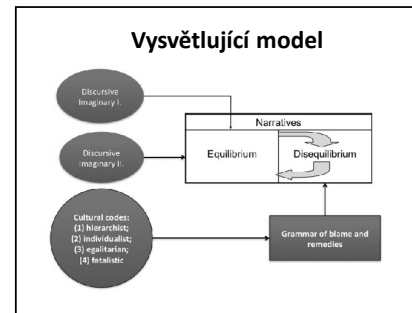 Vysvětlující model
Discursive
Imaginary I.
Narratives
Discursive
Imaginary II.
Equilibrium
Disequilibrium
Cultural codes:
(1) hierarchist;
(2) individualist;
(3) egalitarian;
(4) fatalistic
Grammar of blame and
remedies